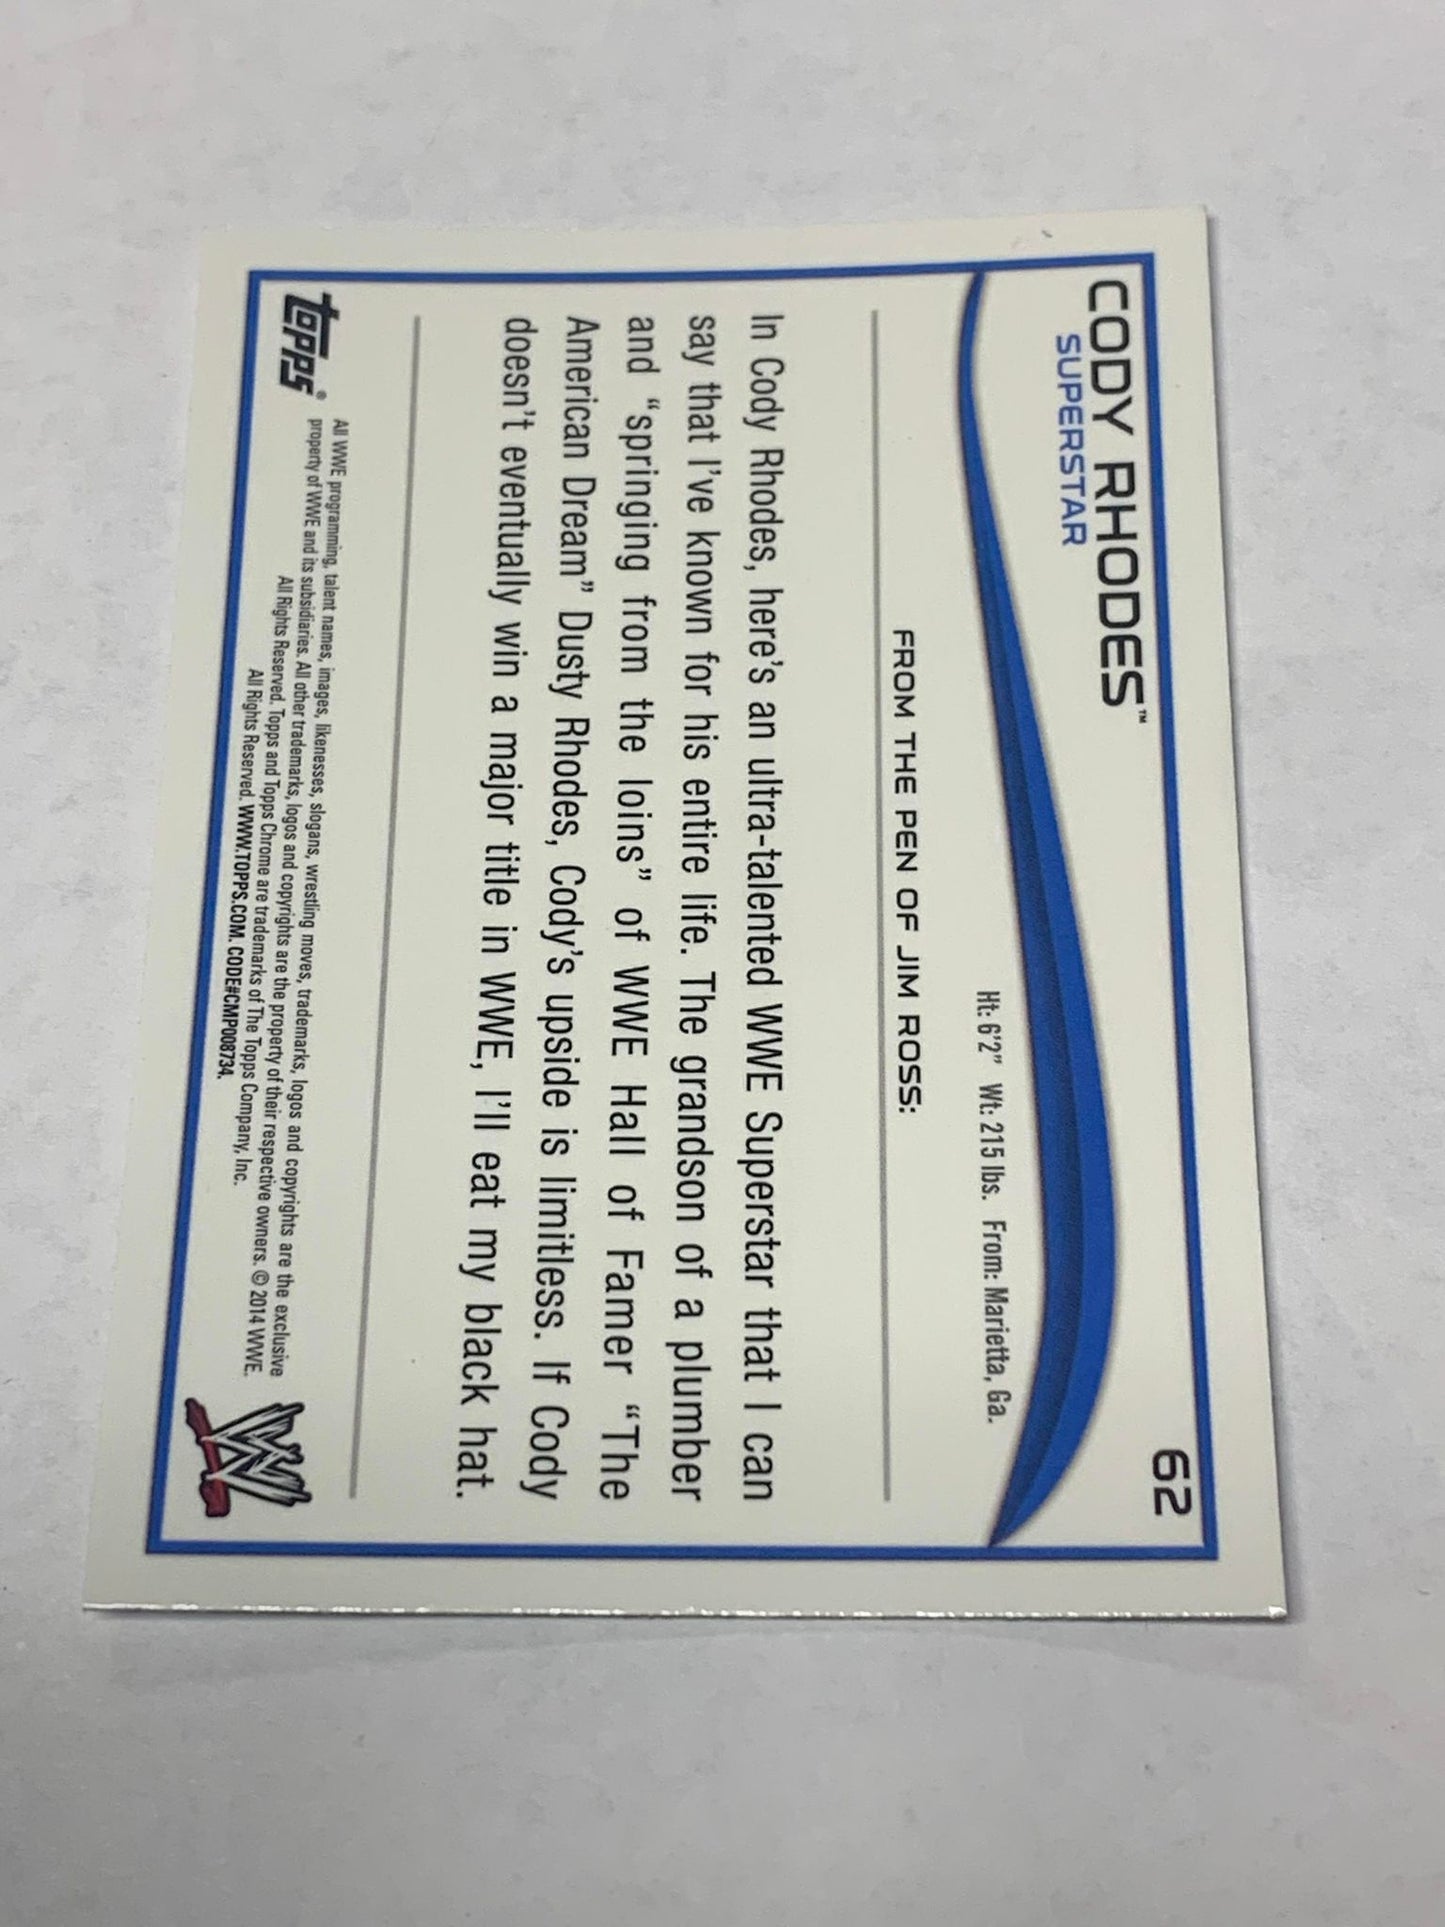 CODY RHODES™
62
SUPERSTAR
Ht: 6'2" Wt: 215 lbs. From: Marietta, Ga.
FROM THE PEN OF JIM ROSS:
In Cody Rhodes, here's an ultra-talented WWE Superstar that I can
say that I've known for his entire life. The grandson of a plumber
and “springing from the loins” of WWE Hall of Famer “The
American Dream” Dusty Rhodes, Cody's upside is limitless. If Cody
doesn't eventually win a major title in WWE, I'll eat my black hat.
topps®
All WWE programming, talent names, images, likenesses, slogans, wrestling moves, trademarks, logos and copyrights are the exclusive
property of WWE and its subsidiaries. All other trademarks, logos and copyrights are the property of their respective owners. © 2014 WWE.
All Rights Reserved. Topps and Topps Chrome are trademarks of The Topps Company, Inc.
All Rights Reserved. WWW.TOPPS.COM. CODE#CMP008734.
W